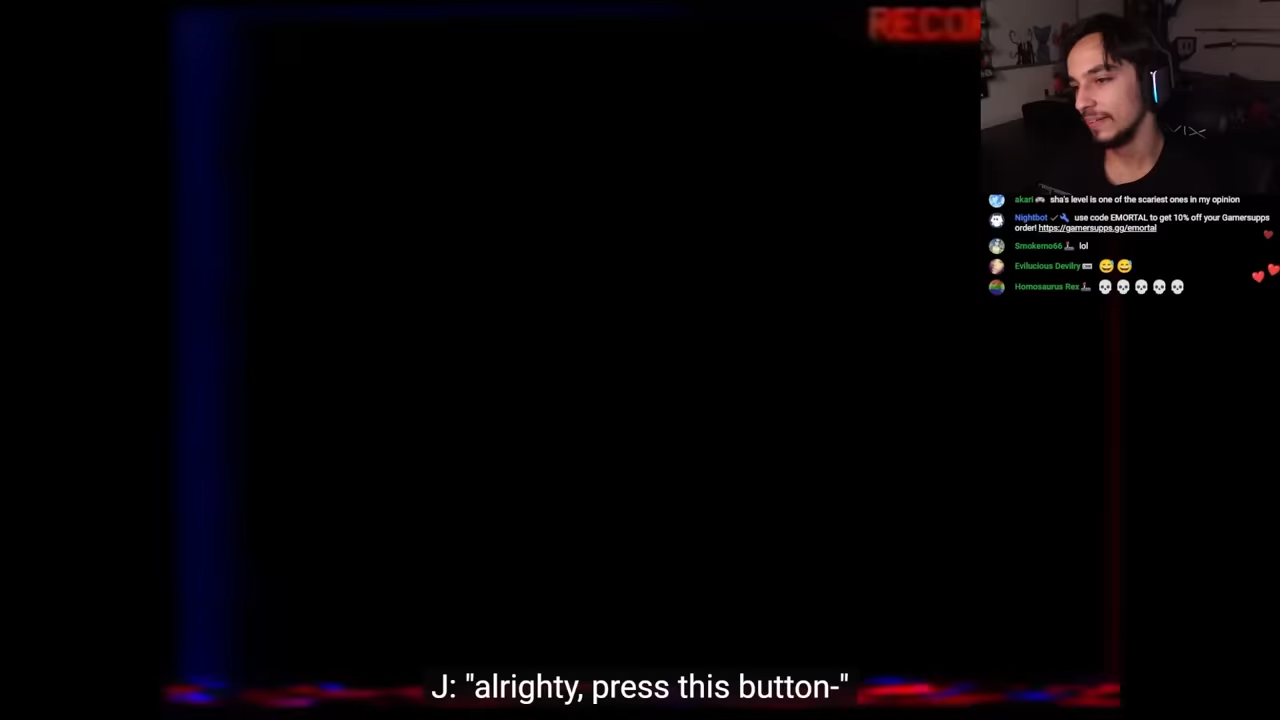 RECO
akari sha's level is one of the scariest ones in my opinion
Nightbot use code EMORTAL to get 10% off your Gamersupps
order! https://gamersupps.gg/emortal
Smokemo66 lol
Evilucious Devilry
Homosaurus Rex
J: "alrighty, press this button-"